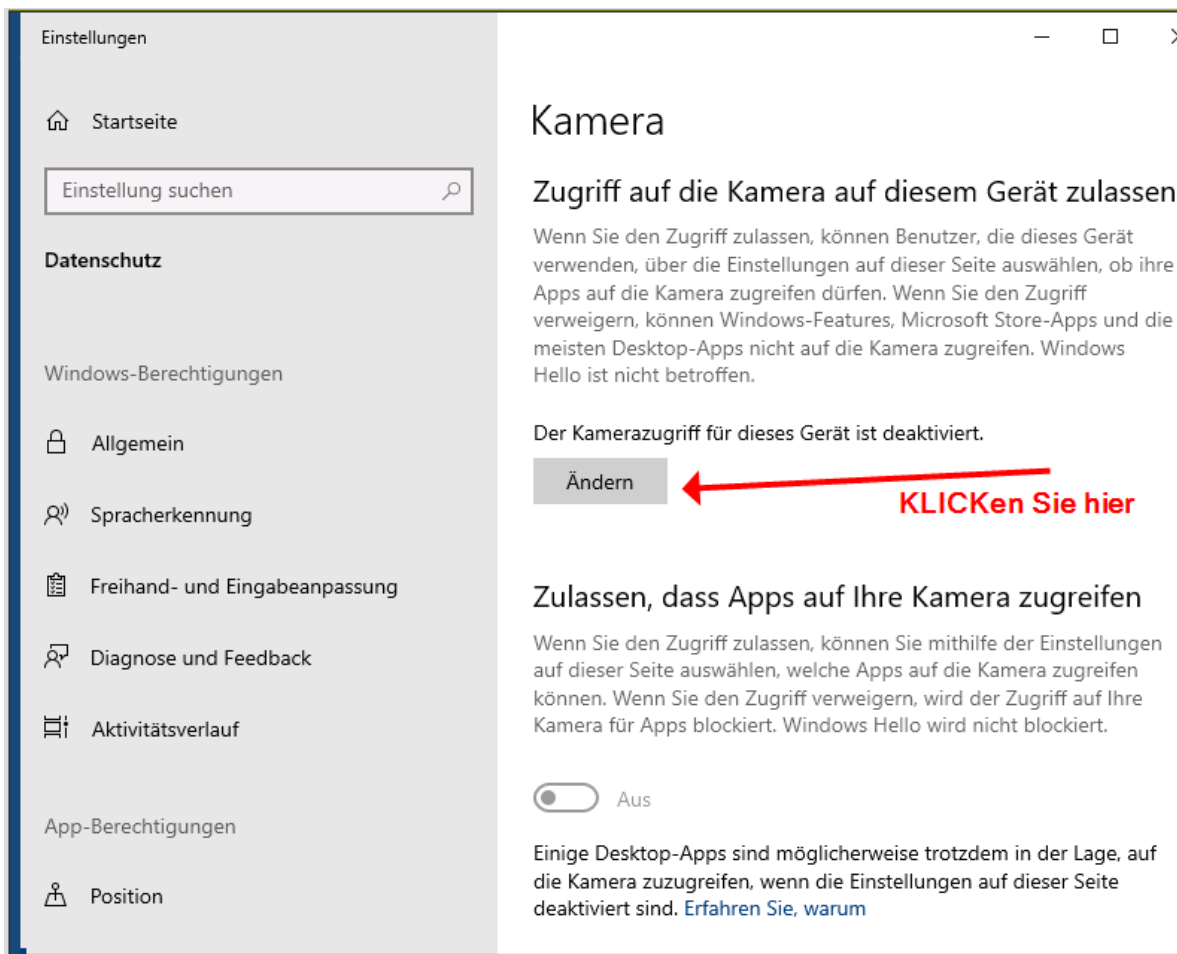 Einstellungen
Startseite
Einstellung suchen
Datenschutz
Windows-Berechtigungen
Allgemein
Spracherkennung
Freihand- und Eingabeanpassung
Diagnose und Feedback
Aktivitätsverlauf
App-Berechtigungen
Position
Kamera
Zugriff auf die Kamera auf diesem Gerät zulassen
Wenn Sie den Zugriff zulassen, können Benutzer, die dieses Gerät
verwenden, über die Einstellungen auf dieser Seite auswählen, ob ihre
Apps auf die Kamera zugreifen dürfen. Wenn Sie den Zugriff
verweigern, können Windows-Features, Microsoft Store-Apps und die
meisten Desktop-Apps nicht auf die Kamera zugreifen. Windows
Hello ist nicht betroffen.
Der Kamerazugriff für dieses Gerät ist deaktiviert.
Ändern
KLICKen Sie hier
Zulassen, dass Apps auf Ihre Kamera zugreifen
Wenn Sie den Zugriff zulassen, können Sie mithilfe der Einstellungen
auf dieser Seite auswählen, welche Apps auf die Kamera zugreifen
können. Wenn Sie den Zugriff verweigern, wird der Zugriff auf Ihre
Kamera für Apps blockiert. Windows Hello wird nicht blockiert.
Aus
Einige Desktop-Apps sind möglicherweise trotzdem in der Lage, auf
die Kamera zuzugreifen, wenn die Einstellungen auf dieser Seite
deaktiviert sind. Erfahren Sie, warum